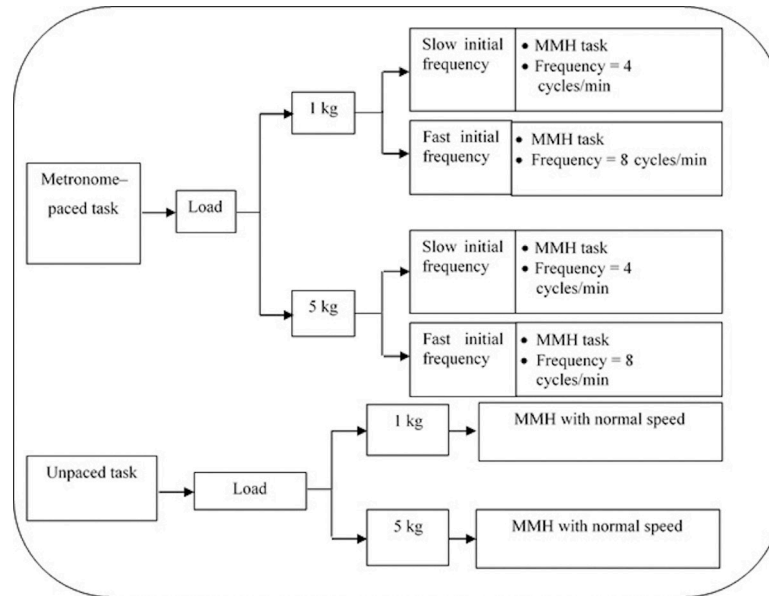 Slow initial
frequency
• MMH task
• Frequency = 4
cycles/min
1 kg
Fast initial
frequency
• MMH task
• Frequency = 8 cycles/min
Metronome–
paced task
Load
Slow initial
frequency
• MMH task
• Frequency = 4
cycles/min
5 kg
Fast initial
frequency
• MMH task
• Frequency = 8
cycles/min
1 kg
MMH with normal speed
Unpaced task
Load
5 kg
MMH with normal speed